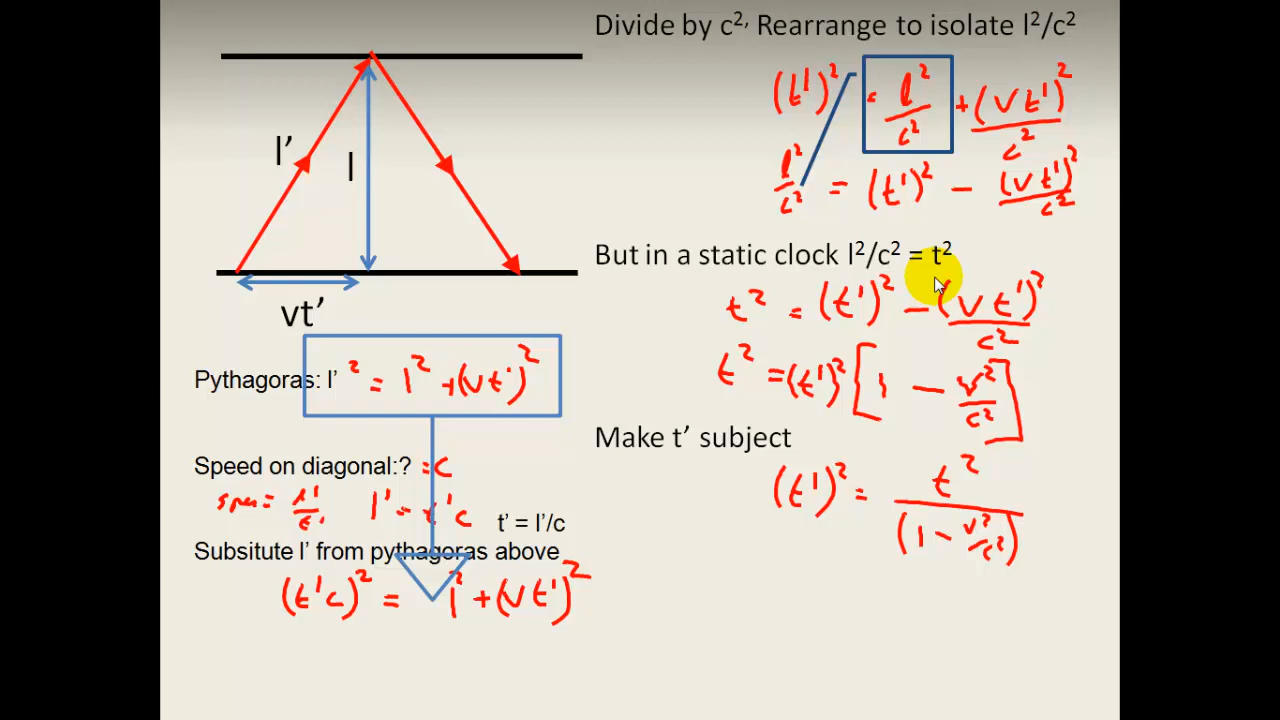 l’
l
vt’
Pythagoras: l’ ² = l² + (vt')²
Speed on diagonal:? = c
l' = t'c
t’ = l’/c
Subsitute l’ from pythagoras above
(t'c)² = l² + (vt')²
Divide by c², Rearrange to isolate l²/c²
(t')² = l²/c² + (vt')²/c²
l²/c² = (t')² − (vt')²/c²
But in a static clock l²/c² = t²
t² = (t')² − (vt')²/c²
t² = (t')² [1 − v²/c²]
Make t’ subject
(t')² = t²/(1 − v²/c²)